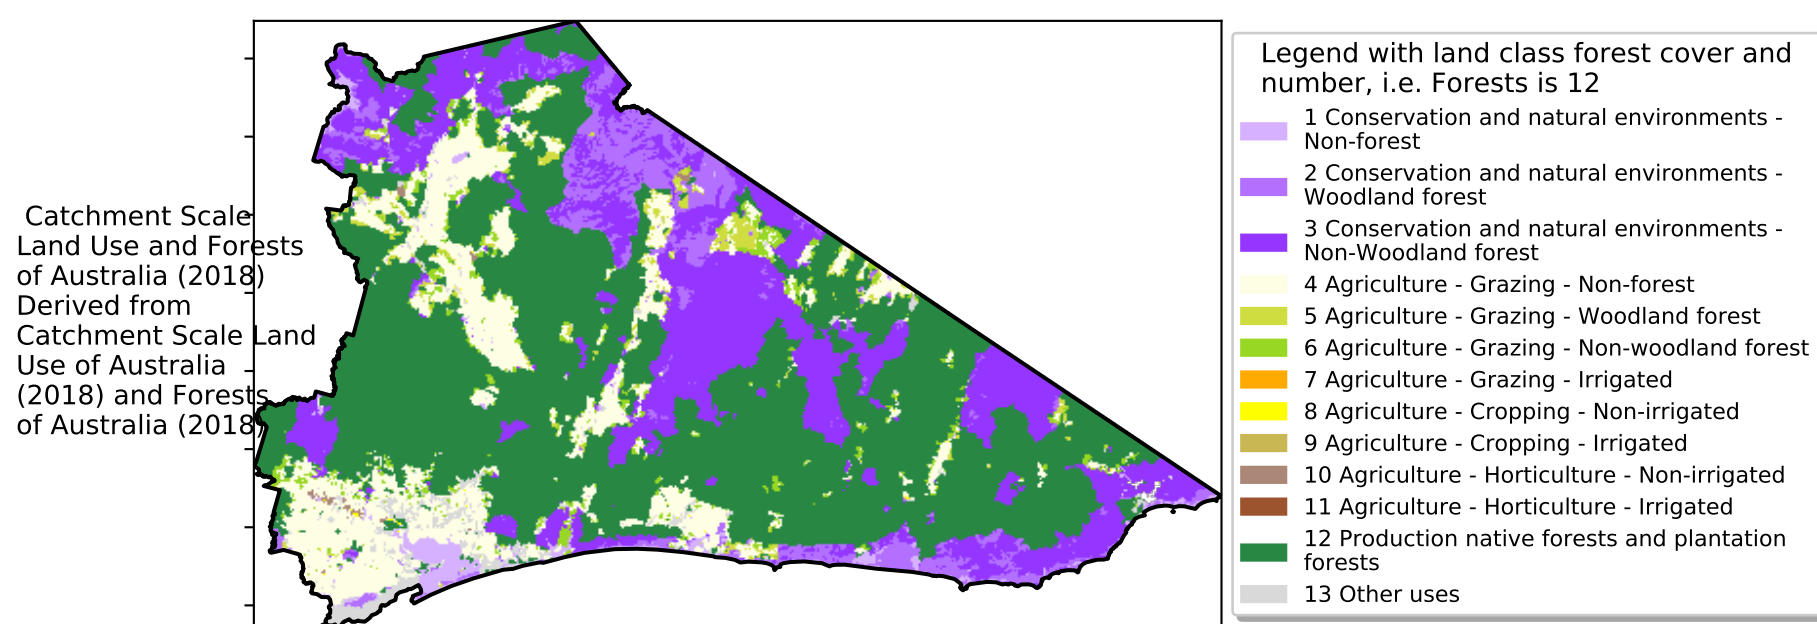 Catchment Scale
Land Use and Forests
of Australia (2018)
Derived from
Catchment Scale Land
Use of Australia
(2018) and Forests
of Australia (2018)
Legend with land class forest cover and
number, i.e. Forests is 12
1 Conservation and natural environments -
Non-forest
2 Conservation and natural environments -
Woodland forest
3 Conservation and natural environments -
Non-Woodland forest
4 Agriculture - Grazing - Non-forest
5 Agriculture - Grazing - Woodland forest
6 Agriculture - Grazing - Non-woodland forest
7 Agriculture - Grazing - Irrigated
8 Agriculture - Cropping - Non-irrigated
9 Agriculture - Cropping - Irrigated
10 Agriculture - Horticulture - Non-irrigated
11 Agriculture - Horticulture - Irrigated
12 Production native forests and plantation
forests
13 Other uses